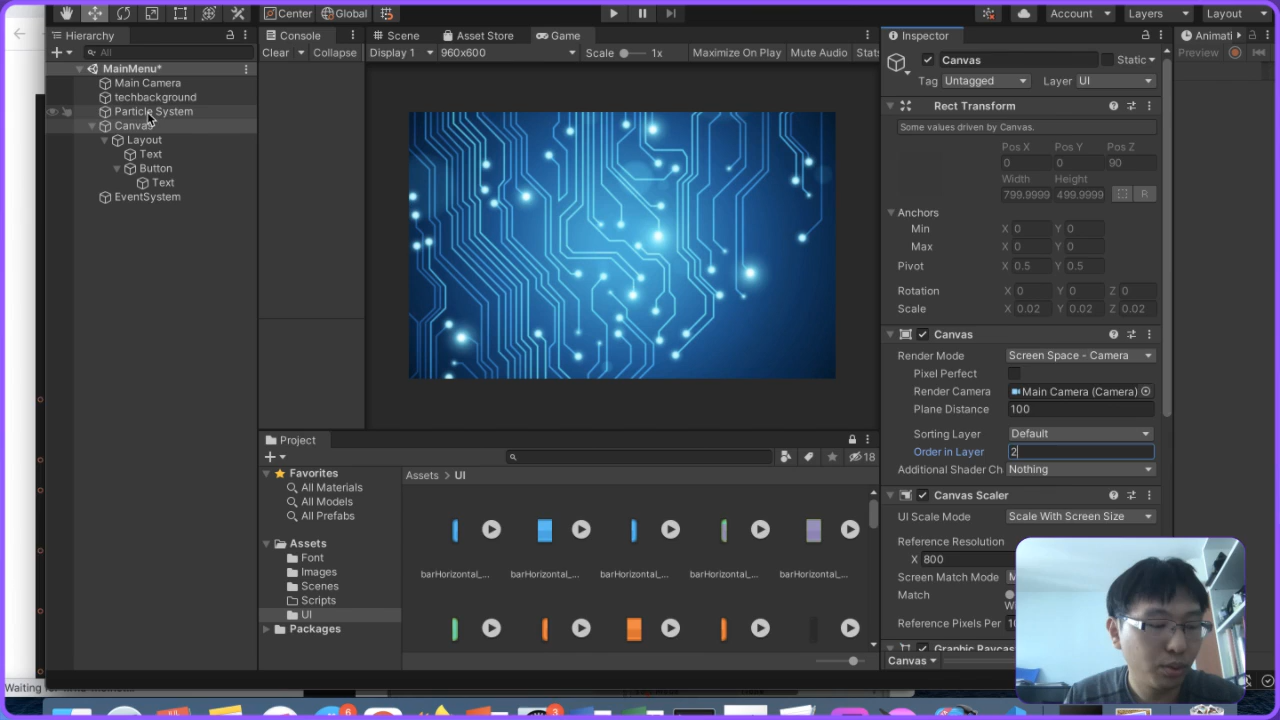 Center
Global
Account
Layers
Layout
Hierarchy
All
MainMenu*
Main Camera
techbackground
Particle System
Canvas
Layout
Text
Button
Text
EventSystem
Console
Clear
Collapse
Scene
Asset Store
Game
Display 1
960x600
Scale
1x
Maximize On Play
Mute Audio
Stats
Project
18
Favorites
All Materials
All Models
All Prefabs
Assets
Font
Images
Scenes
Scripts
UI
Packages
Assets > UI
barHorizontal_...
barHorizontal_...
barHorizontal_...
barHorizontal_...
barHorizontal_...
Inspector
Canvas
Static
Tag Untagged
Layer UI
Rect Transform
Some values driven by Canvas.
Pos X Pos Y Pos Z
0 0 90
Width Height
799.9999 499.9999
R
Anchors
Min X 0 Y 0
Max X 0 Y 0
Pivot X 0.5 Y 0.5
Rotation X 0 Y 0 Z 0
Scale X 0.02 Y 0.02 Z 0.02
Canvas
Render Mode Screen Space - Camera
Pixel Perfect
Render Camera Main Camera (Camera)
Plane Distance 100
Sorting Layer Default
Order in Layer 2
Additional Shader Ch Nothing
Canvas Scaler
UI Scale Mode Scale With Screen Size
Reference Resolution
X 800
Screen Match Mode
Match
Reference Pixels Per
Canvas
Animati
Preview
6
3